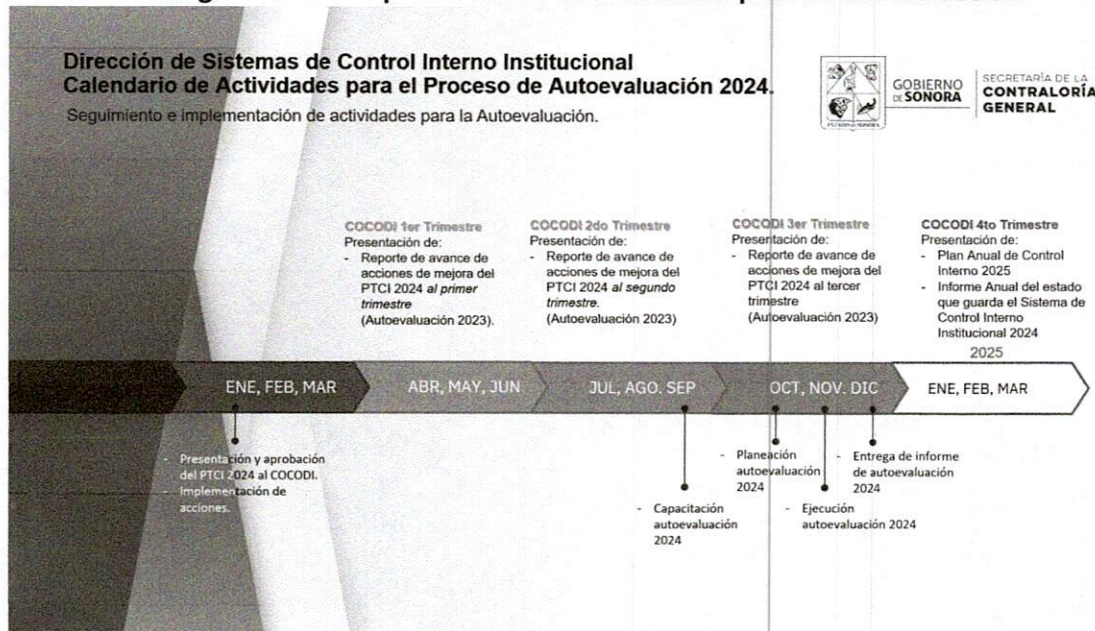 Dirección de Sistemas de Control Interno Institucional
Calendario de Actividades para el Proceso de Autoevaluación 2024.
Seguimiento e implementación de actividades para la Autoevaluación.
GOBIERNO
DE SONORA
SECRETARÍA DE LA
CONTRALORÍA
GENERAL
COCODI 1er Trimestre
Presentación de:
- Reporte de avance de
acciones de mejora del
PTCI 2024 al primer
trimestre
(Autoevaluación 2023).
COCODI 2do Trimestre
Presentación de:
- Reporte de avance de
acciones de mejora del
PTCI 2024 al segundo
trimestre.
(Autoevaluación 2023)
COCODI 3er Trimestre
Presentación de:
- Reporte de avance de
acciones de mejora del
PTCI 2024 al tercer
trimestre
(Autoevaluación 2023)
COCODI 4to Trimestre
Presentación de:
- Plan Anual de Control
Interno 2025
- Informe Anual del estado
que guarda el Sistema de
Control Interno
Institucional 2024
2025
ENE, FEB, MAR
ABR, MAY, JUN
JUL, AGO. SEP
OCT, NOV. DIC
ENE, FEB, MAR
- Presentación y aprobación
del PTCI 2024 al COCODI.
- Implementación de
acciones.
- Capacitación
autoevaluación
2024
- Planeación
autoevaluación
2024
- Ejecución
autoevaluación 2024
- Entrega de informe
de autoevaluación
2024